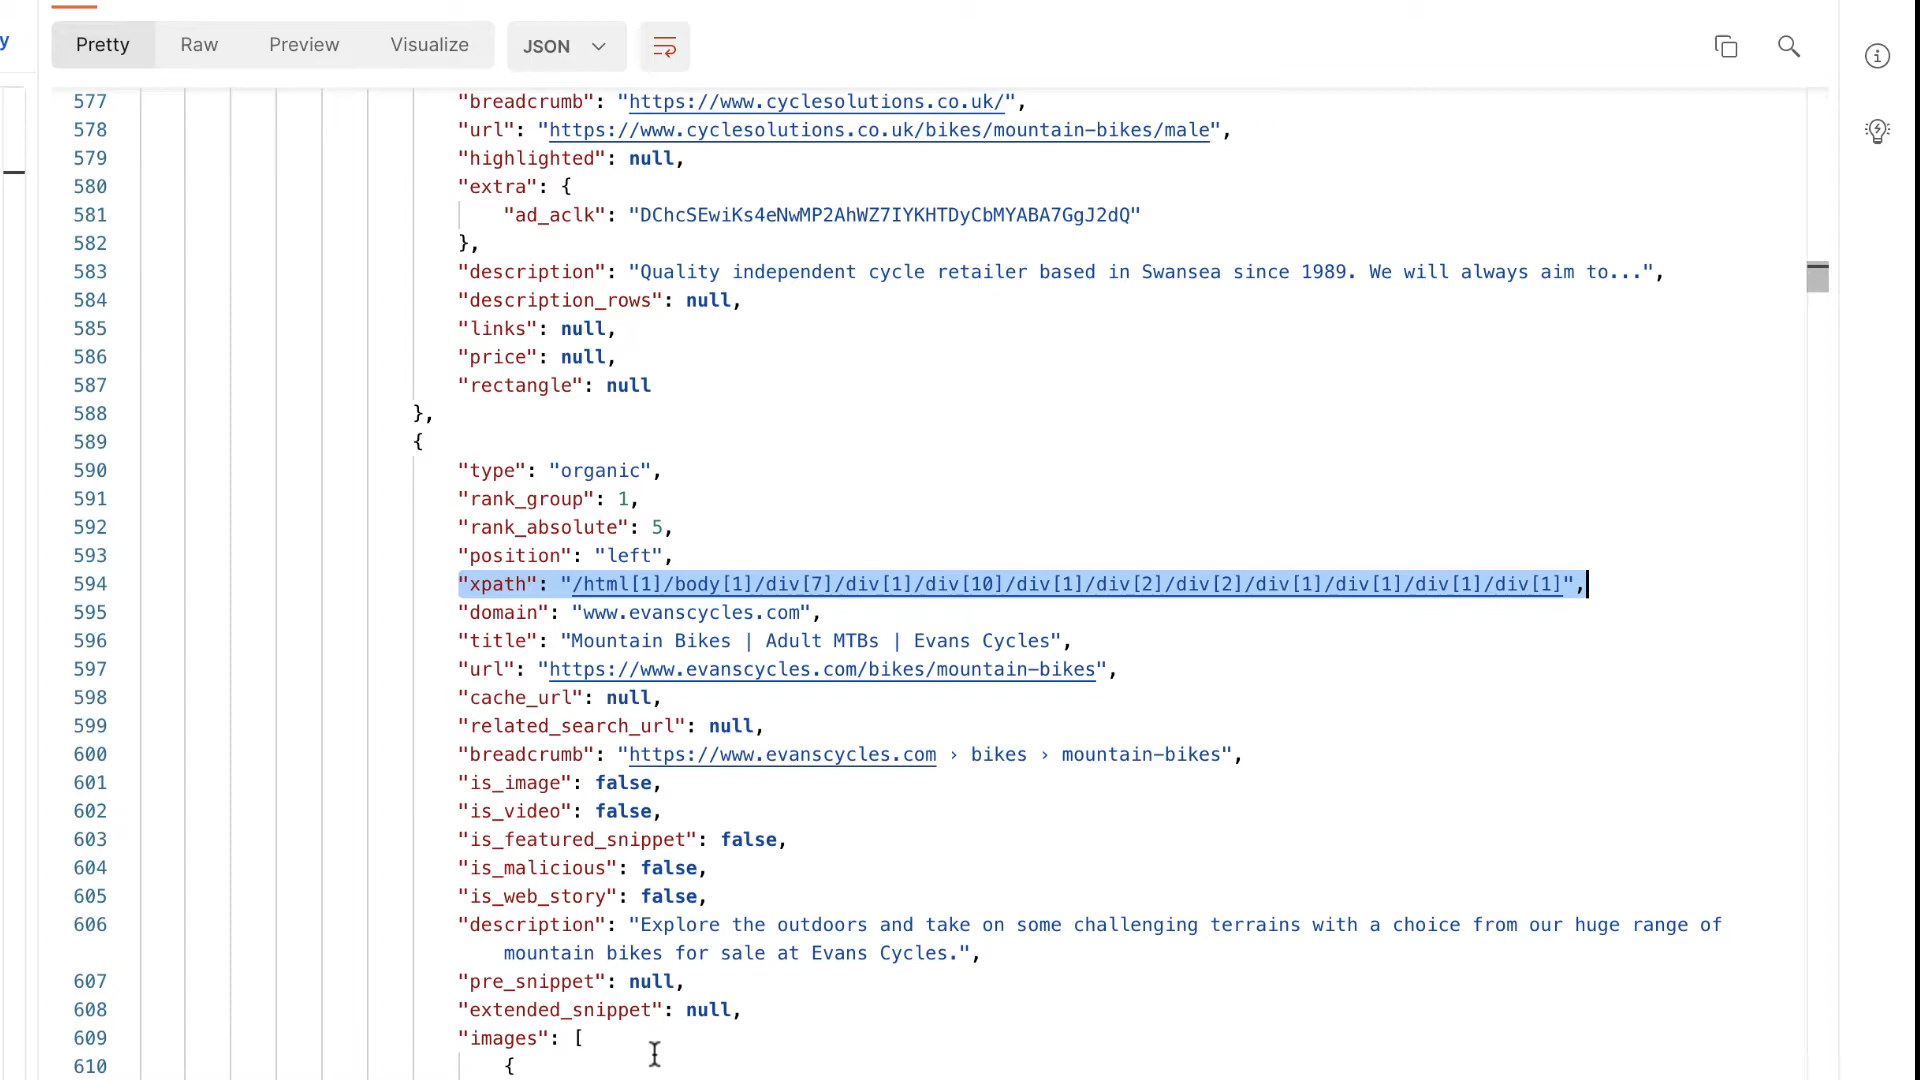 y
Pretty Raw Preview Visualize JSON
577 "breadcrumb": "https://www.cyclesolutions.co.uk/",
578 "url": "https://www.cyclesolutions.co.uk/bikes/mountain-bikes/male",
579 "highlighted": null,
580 "extra": {
581 "ad_aclk": "DChcSEwiKs4eNwMP2AhWZ7IYKHTDyCbMYABA7GgJ2dQ"
582 },
583 "description": "Quality independent cycle retailer based in Swansea since 1989. We will always aim to...",
584 "description_rows": null,
585 "links": null,
586 "price": null,
587 "rectangle": null
588 },
589 {
590 "type": "organic",
591 "rank_group": 1,
592 "rank_absolute": 5,
593 "position": "left",
594 "xpath": "/html[1]/body[1]/div[7]/div[1]/div[10]/div[1]/div[2]/div[2]/div[1]/div[1]/div[1]/div[1]",
595 "domain": "www.evanscycles.com",
596 "title": "Mountain Bikes | Adult MTBs | Evans Cycles",
597 "url": "https://www.evanscycles.com/bikes/mountain-bikes",
598 "cache_url": null,
599 "related_search_url": null,
600 "breadcrumb": "https://www.evanscycles.com › bikes › mountain-bikes",
601 "is_image": false,
602 "is_video": false,
603 "is_featured_snippet": false,
604 "is_malicious": false,
605 "is_web_story": false,
606 "description": "Explore the outdoors and take on some challenging terrains with a choice from our huge range of
mountain bikes for sale at Evans Cycles.",
607 "pre_snippet": null,
608 "extended_snippet": null,
609 "images": [
610 {